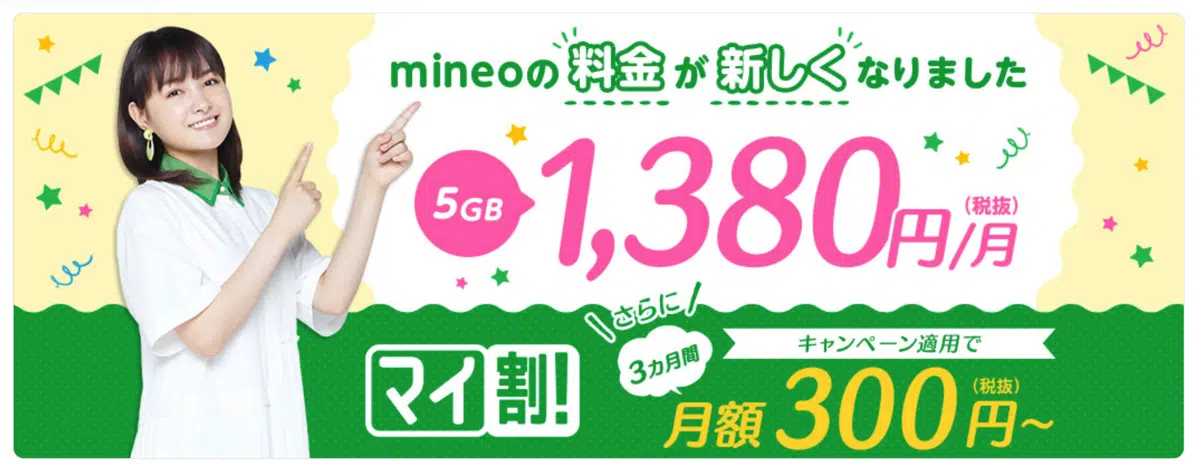 mineoの料金が新しくなりました
5GB
1,380円/月
(税抜)
さらに
マイ割!
3カ月間
キャンペーン適用で
月額300円~
(税抜)